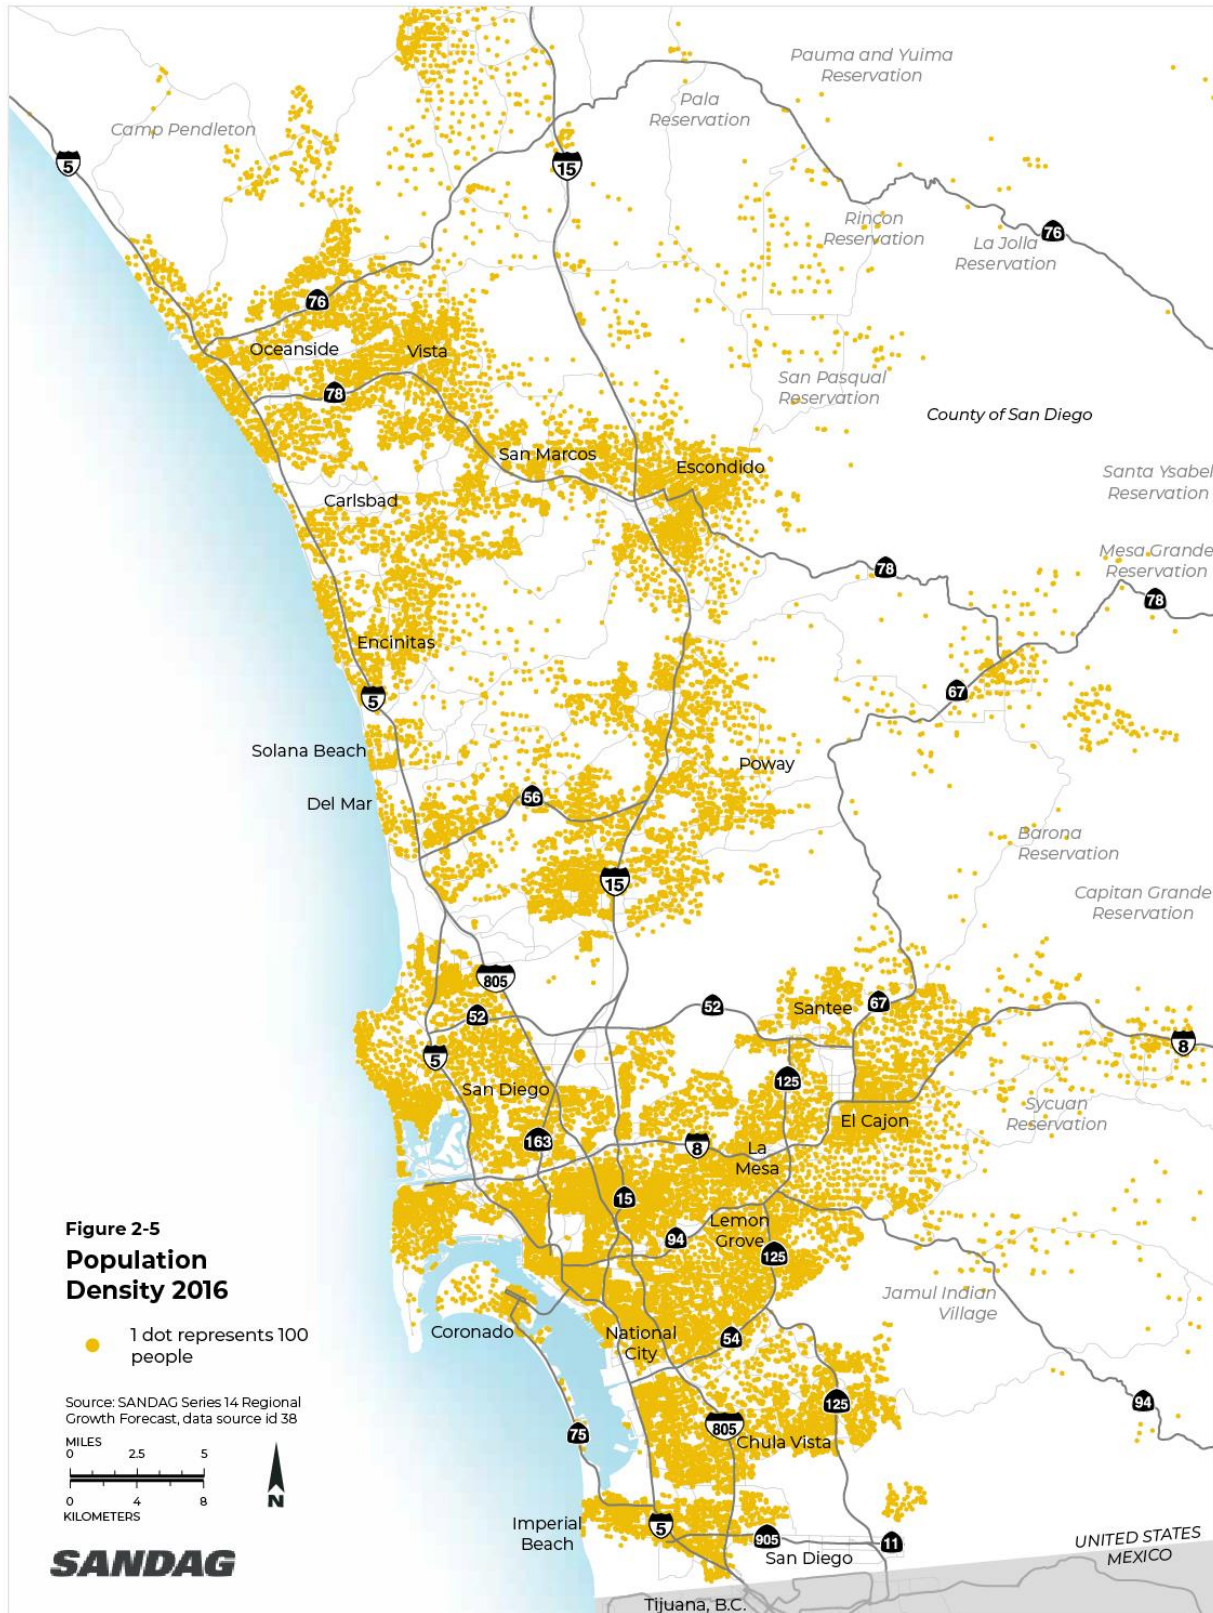 Pauma and Yuima
Reservation
Pala
Reservation
Camp Pendleton
5
15
Rincon
Reservation
La Jolla
Reservation
76
76
Oceanside
Vista
78
San Pasqual
Reservation
County of San Diego
San Marcos
Escondido
Santa Ysabel
Reservation
Carlsbad
Mesa Grande
Reservation
78
78
Encinitas
67
5
Solana Beach
Poway
Del Mar
56
Barona
Reservation
15
Capitan Grande
Reservation
805
52
52
Santee
67
5
8
San Diego
125
Sycuan
Reservation
El Cajon
163
8
La
Mesa
15
Lemon
Grove
94
125
Figure 2-5
Population
Density 2016
1 dot represents 100
people
Jamul Indian
Village
Coronado
National
City
54
Source: SANDAG Series 14 Regional
Growth Forecast, data source id 38
125
94
805
Chula Vista
75
MILES
0 2.5 5
0 4 8
KILOMETERS
N
Imperial
Beach
5
905
11
San Diego
UNITED STATES
MEXICO
SANDAG
Tijuana, B.C.